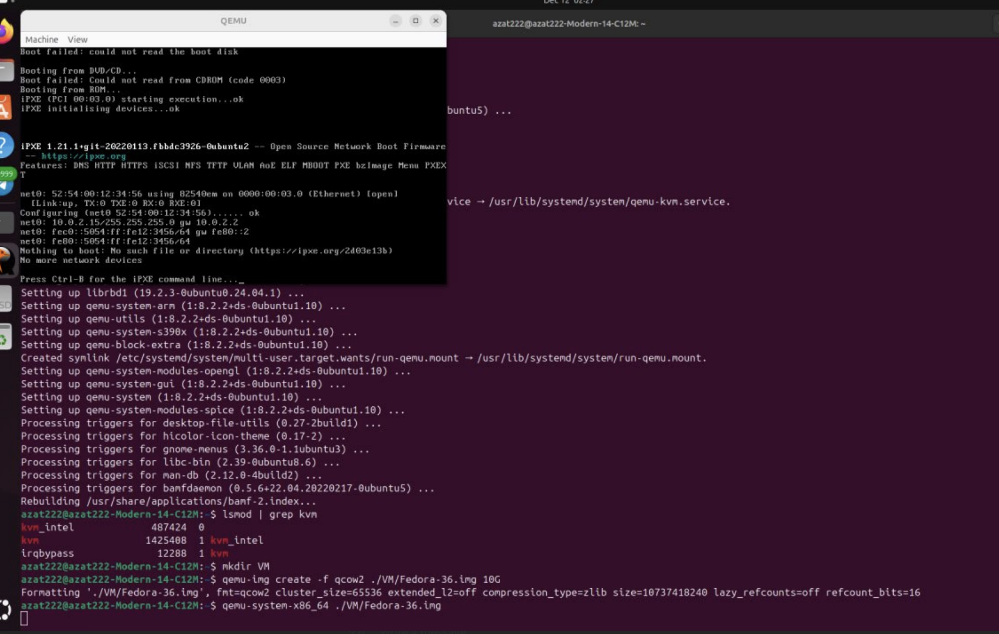 Dec 12 02:27
QEMU
azat222@azat222-Modern-14-C12M: ~
Machine View
Boot failed: could not read the boot disk
Booting from DVD/CD...
Boot failed: Could not read from CDROM (code 0003)
Booting from ROM...
iPXE (PCI 00:03.0) starting execution...ok
iPXE initialising devices...ok
buntu5) ...
iPXE 1.21.1+git-20220113.fbbdc3926-0ubuntu2 -- Open Source Network Boot Firmware
-- https://ipxe.org
Features: DNS HTTP HTTPS iSCSI NFS TFTP VLAN AoE ELF MBOOT PXE bzImage Menu PXEX
T
999
net0: 52:54:00:12:34:56 using 82540em on 0000:00:03.0 (Ethernet) [open]
[Link:up, TX:0 TXE:0 RX:0 RXE:0]
vice → /usr/lib/systemd/system/qemu-kvm.service.
Configuring (net0 52:54:00:12:34:56)...... ok
net0: 10.0.2.15/255.255.255.0 gw 10.0.2.2
net0: fec0::5054:ff:fe12:3456/64 gw fe80::2
net0: fe80::5054:ff:fe12:3456/64
Nothing to boot: No such file or directory (https://ipxe.org/2d03e13b)
No more network devices
Press Ctrl-B for the iPXE command line..._
Setting up librbd1 (19.2.3-0ubuntu0.24.04.1) ...
SD
Setting up qemu-system-arm (1:8.2.2+ds-0ubuntu1.10) ...
Setting up qemu-utils (1:8.2.2+ds-0ubuntu1.10) ...
Setting up qemu-system-s390x (1:8.2.2+ds-0ubuntu1.10) ...
Setting up qemu-block-extra (1:8.2.2+ds-0ubuntu1.10) ...
Created symlink /etc/systemd/system/multi-user.target.wants/run-qemu.mount → /usr/lib/systemd/system/run-qemu.mount.
Setting up qemu-system-modules-opengl (1:8.2.2+ds-0ubuntu1.10) ...
Setting up qemu-system-gui (1:8.2.2+ds-0ubuntu1.10) ...
Setting up qemu-system (1:8.2.2+ds-0ubuntu1.10) ...
Setting up qemu-system-modules-spice (1:8.2.2+ds-0ubuntu1.10) ...
Processing triggers for desktop-file-utils (0.27-2build1) ...
Processing triggers for hicolor-icon-theme (0.17-2) ...
Processing triggers for gnome-menus (3.36.0-1.1ubuntu3) ...
Processing triggers for libc-bin (2.39-0ubuntu8.6) ...
Processing triggers for man-db (2.12.0-4build2) ...
Processing triggers for bamfdaemon (0.5.6+22.04.20220217-0ubuntu5) ...
Rebuilding /usr/share/applications/bamf-2.index...
azat222@azat222-Modern-14-C12M:~$ lsmod | grep kvm
kvm_intel 487424 0
kvm 1425408 1 kvm_intel
irqbypass 12288 1 kvm
azat222@azat222-Modern-14-C12M:~$ mkdir VM
azat222@azat222-Modern-14-C12M:~$ qemu-img create -f qcow2 ./VM/Fedora-36.img 10G
Formatting './VM/Fedora-36.img', fmt=qcow2 cluster_size=65536 extended_l2=off compression_type=zlib size=10737418240 lazy_refcounts=off refcount_bits=16
azat222@azat222-Modern-14-C12M:~$ qemu-system-x86_64 ./VM/Fedora-36.img